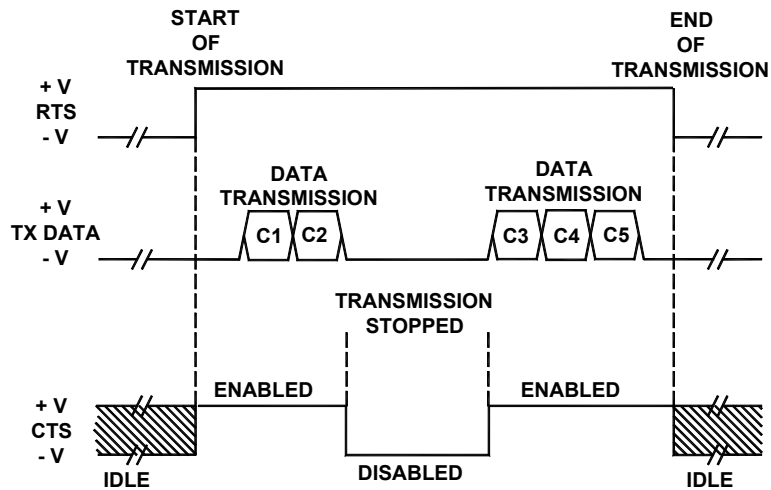 START
OF
TRANSMISSION
END
OF
TRANSMISSION
+ V
RTS
- V
DATA
TRANSMISSION
DATA
TRANSMISSION
+ V
TX DATA
- V
C1
C2
C3
C4
C5
TRANSMISSION
STOPPED
+ V
CTS
- V
ENABLED
ENABLED
IDLE
DISABLED
IDLE